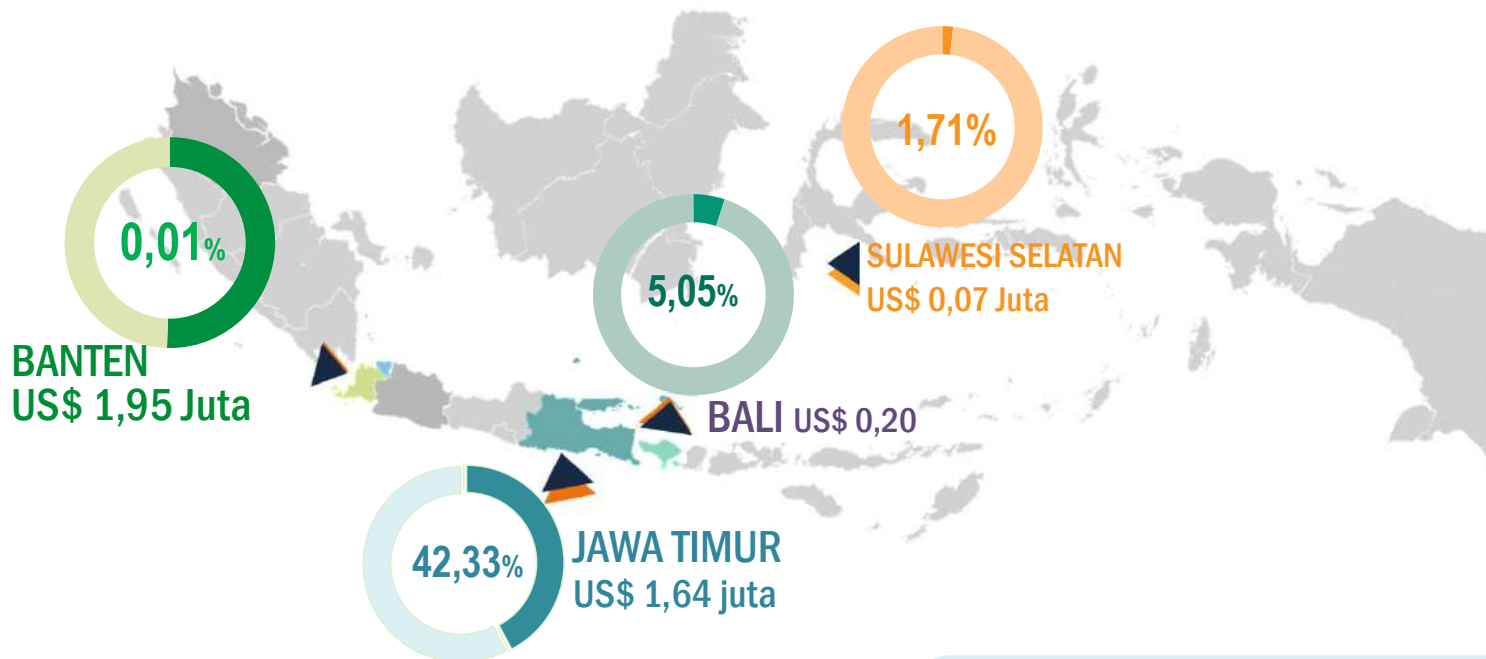 0,01%
BANTEN
US$ 1,95 Juta
1,71%
SULAWESI SELATAN
US$ 0,07 Juta
5,05%
BALI US$ 0,20
42,33%
JAWA TIMUR
US$ 1,64 juta